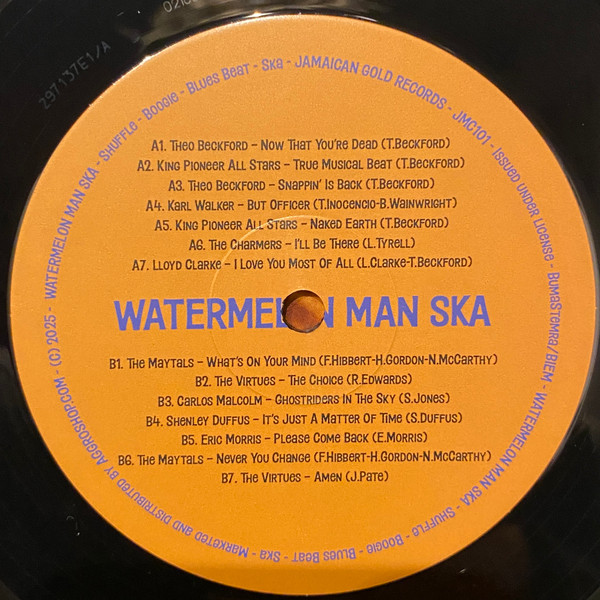 297137E1/A
WATERMELON MAN SKA - Shuffle - Boogie - Blues Beat - Ska - JAMAICAN GOLD RECORDS - JMC101 - Issued under license - BumaStemra/BIEM - WATERMELON MAN SKA - Shuffle - Boogie - Blues Beat - Ska - Marketed and distributed by Aggroshop.com - (C) 2025 -
A1. Theo Beckford – Now That You're Dead (T.Beckford)
A2. King Pioneer All Stars – True Musical Beat (T.Beckford)
A3. Theo Beckford – Snappin' Is Back (T.Beckford)
A4. Karl Walker – But Officer (T.Inocencio-B.Wainwright)
A5. King Pioneer All Stars – Naked Earth (T.Beckford)
A6. The Charmers – I'll Be There (L.Tyrell)
A7. Lloyd Clarke – I Love You Most Of All (L.Clarke-T.Beckford)
WATERMELON MAN SKA
B1. The Maytals – What's On Your Mind (F.Hibbert-H.Gordon-N.McCarthy)
B2. The Virtues – The Choice (R.Edwards)
B3. Carlos Malcolm – Ghostriders In The Sky (S.Jones)
B4. Shenley Duffus – It's Just A Matter Of Time (S.Duffus)
B5. Eric Morris – Please Come Back (E.Morris)
B6. The Maytals – Never You Change (F.Hibbert-H.Gordon-N.McCarthy)
B7. The Virtues – Amen (J.Pate)